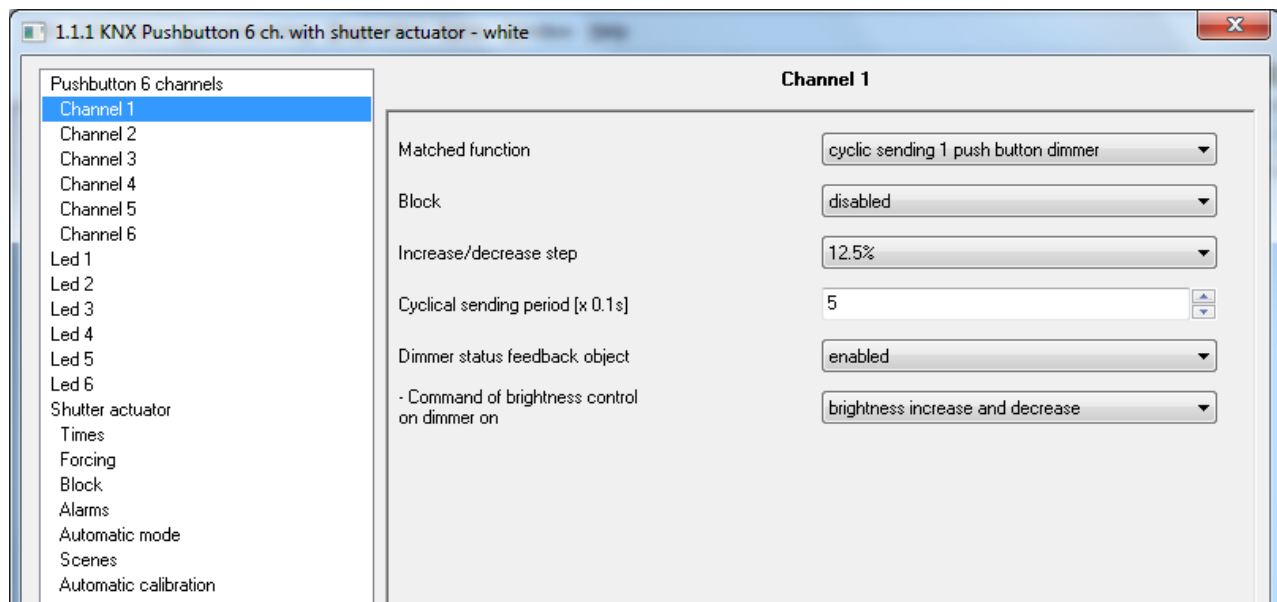 1.1.1 KNX Pushbutton 6 ch. with shutter actuator - white
Pushbutton 6 channels
Channel 1
Channel 2
Channel 3
Channel 4
Channel 5
Channel 6
Led 1
Led 2
Led 3
Led 4
Led 5
Led 6
Shutter actuator
Times
Forcing
Block
Alarms
Automatic mode
Scenes
Automatic calibration
Channel 1
Matched function
cyclic sending 1 push button dimmer
Block
disabled
Increase/decrease step
12.5%
Cyclical sending period [x 0.1s]
5
Dimmer status feedback object
enabled
- Command of brightness control
on dimmer on
brightness increase and decrease